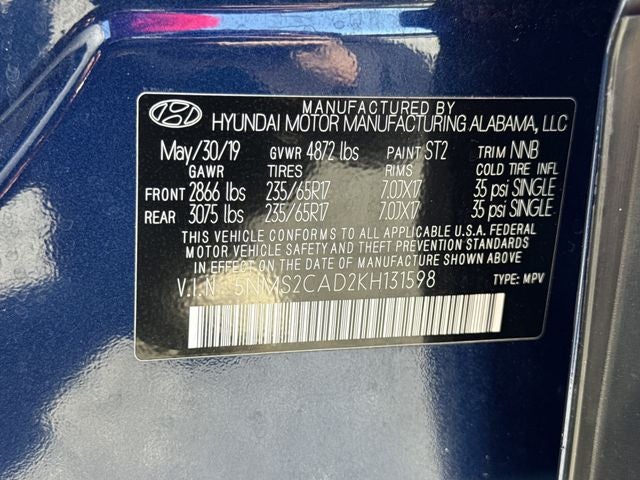 MANUFACTURED BY
HYUNDAI MOTOR MANUFACTURING ALABAMA, LLC
May/30/19 GVWR 4872 lbs PAINT ST2 TRIM NNB
GAWR TIRES RIMS COLD TIRE INFL
FRONT 2866 lbs 235/65R17 7.0JX17 35 psi SINGLE
REAR 3075 lbs 235/65R17 7.0JX17 35 psi SINGLE
THIS VEHICLE CONFORMS TO ALL APPLICABLE U.S.A. FEDERAL
MOTOR VEHICLE SAFETY AND THEFT PREVENTION STANDARDS
IN EFFECT ON THE DATE OF MANUFACTURE SHOWN ABOVE
V.I.N: 5NMS2CAD2KH131598 TYPE: MPV